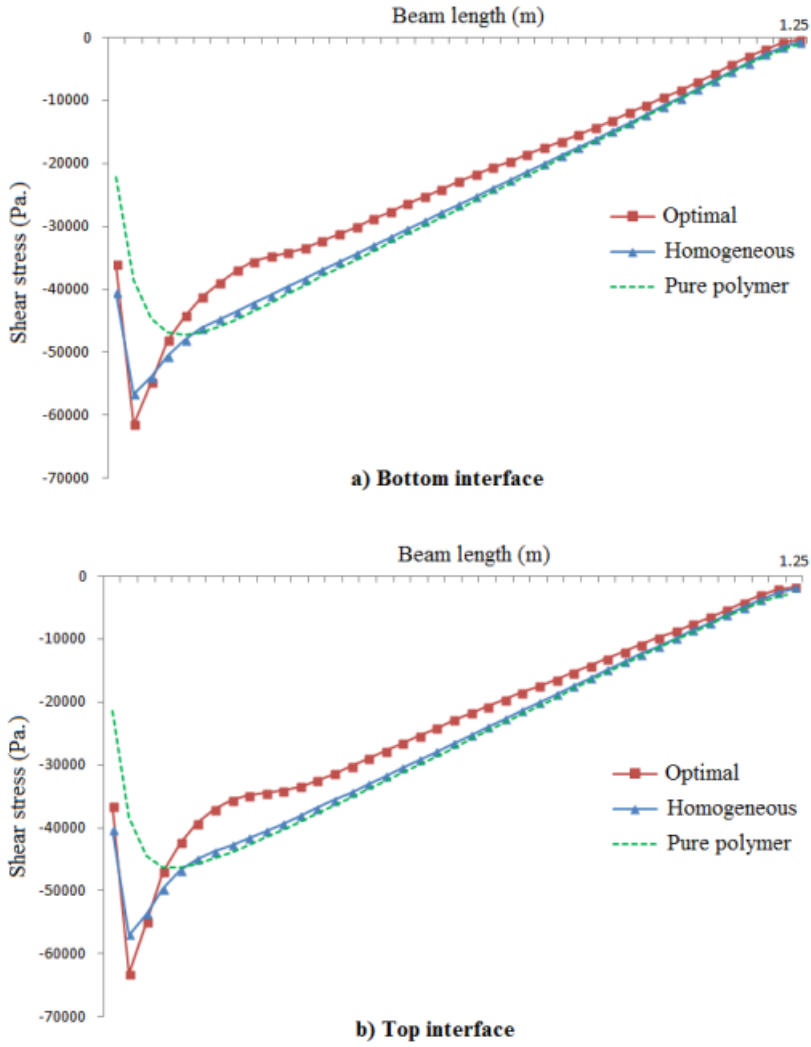 Beam length (m)
1.25
0
-10000
-20000
-30000
-40000
-50000
-60000
-70000
Shear stress (Pa.)
Optimal
Homogeneous
Pure polymer
a) Bottom interface
Beam length (m)
1.25
0
-10000
-20000
-30000
-40000
-50000
-60000
-70000
Shear stress (Pa.)
Optimal
Homogeneous
Pure polymer
b) Top interface